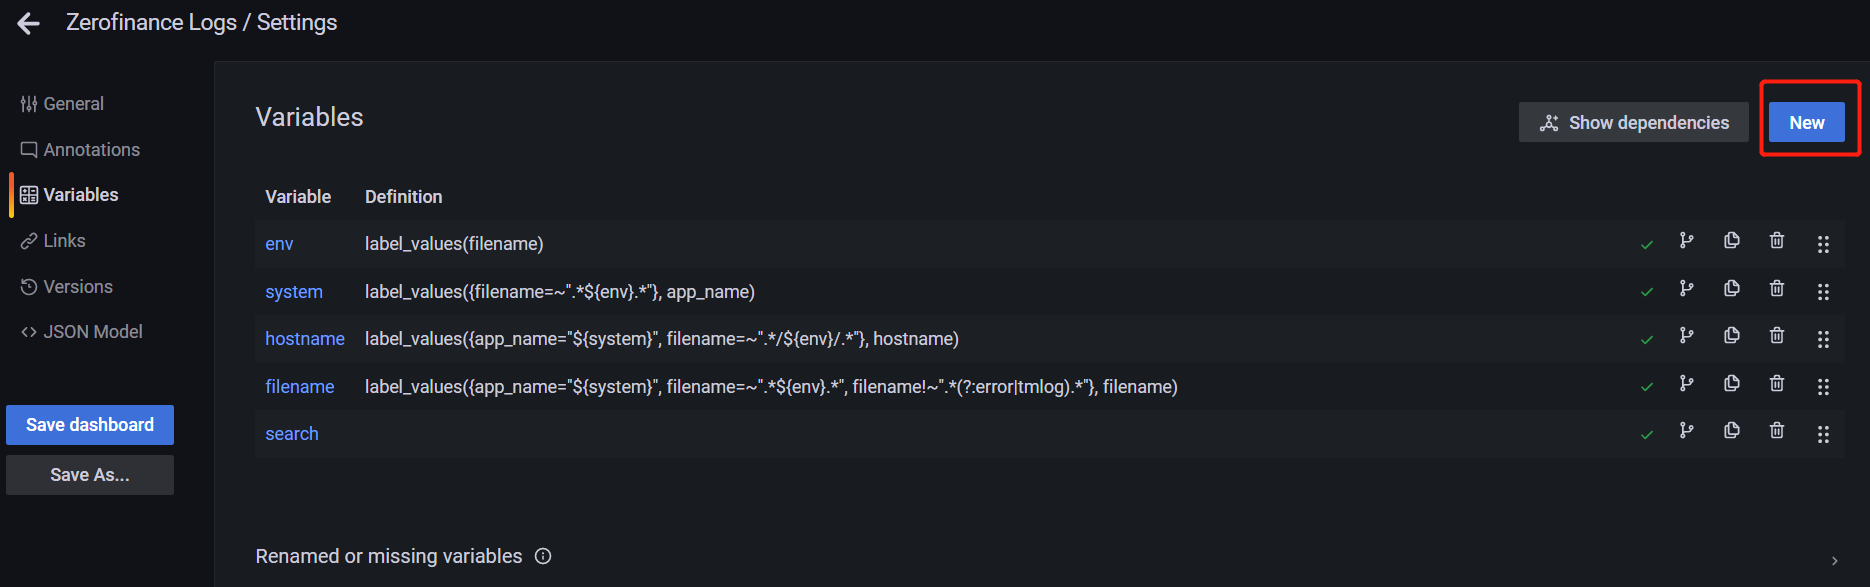 Zerofinance Logs / Settings
General
Annotations
Variables
Links
Versions
JSON Model
Save dashboard
Save As...
Variables
Show dependencies
New
Variable Definition
env label_values(filename)
system label_values({filename=~".*${env}.*"}, app_name)
hostname label_values({app_name="${system}", filename=~".*/${env}/.*"}, hostname)
filename label_values({app_name="${system}", filename=~".*${env}.*", filename!~".*(?:error|tmlog).*"}, filename)
search
Renamed or missing variables